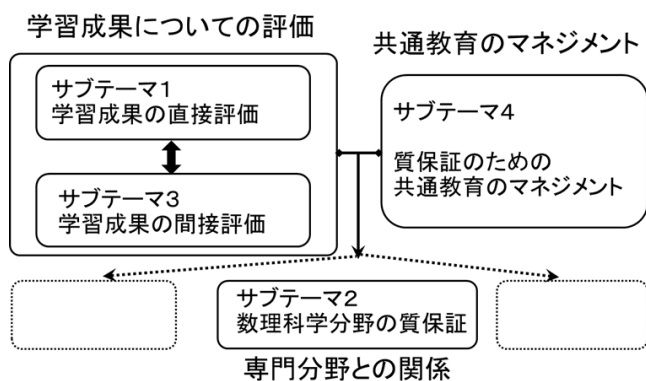 学習成果についての評価
サブテーマ1
学習成果の直接評価
サブテーマ3
学習成果の間接評価
共通教育のマネジメント
サブテーマ4
質保証のための
共通教育のマネジメント
サブテーマ2
数理科学分野の質保証
専門分野との関係